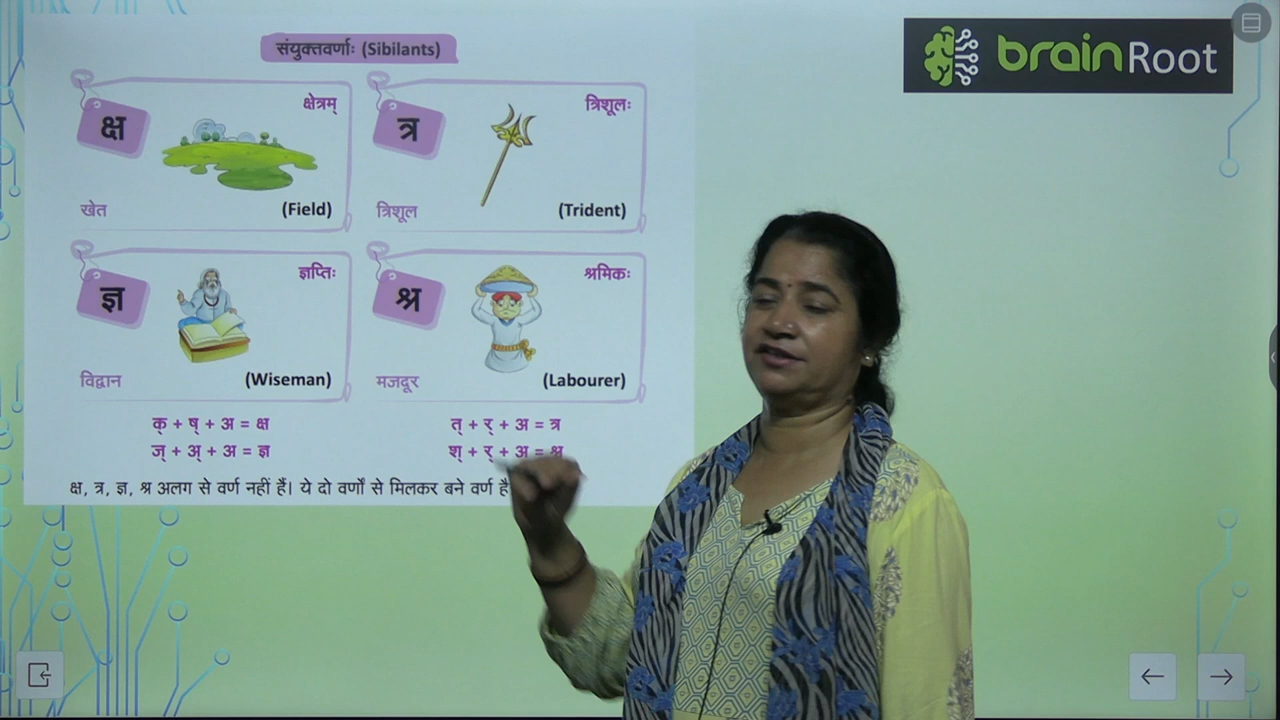 संयुक्तवर्णाः (Sibilants)
brainRoot
क्ष
क्षेत्रम्
खेत
(Field)
त्र
त्रिशूलः
त्रिशूल
(Trident)
ज्ञ
ज्ञप्तिः
विद्वान
(Wiseman)
श्र
श्रमिकः
मजदूर
(Labourer)
क् + ष् + अ = क्ष
त् + र् + अ = त्र
ज् + ञ् + अ = ज्ञ
श् + र् + अ = श्र
क्ष, त्र, ज्ञ, श्र अलग से वर्ण नहीं हैं। ये दो वर्णों से मिलकर बने वर्ण है